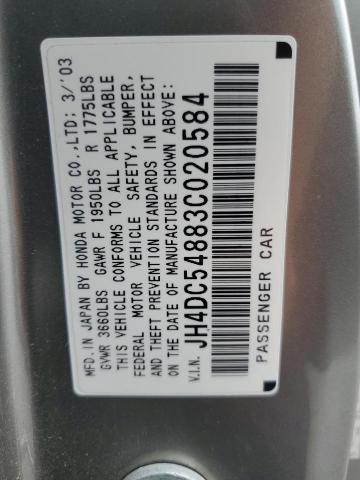 MFD.IN JAPAN BY HONDA MOTOR CO.,LTD; 3/'03
GVWR 3660LBS GAWR F 1950LBS R 1775LBS
THIS VEHICLE CONFORMS TO ALL APPLICABLE
FEDERAL MOTOR VEHICLE SAFETY, BUMPER,
AND THEFT PREVENTION STANDARDS IN EFFECT
ON THE DATE OF MANUFACTURE SHOWN ABOVE:
V.I.N. JH4DC54883C020584
PASSENGER CAR